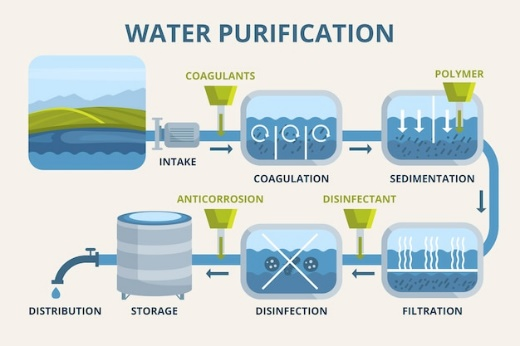 WATER PURIFICATION
COAGULANTS
POLYMER
INTAKE
COAGULATION
SEDIMENTATION
ANTICORROSION
DISINFECTANT
DISTRIBUTION
STORAGE
DISINFECTION
FILTRATION